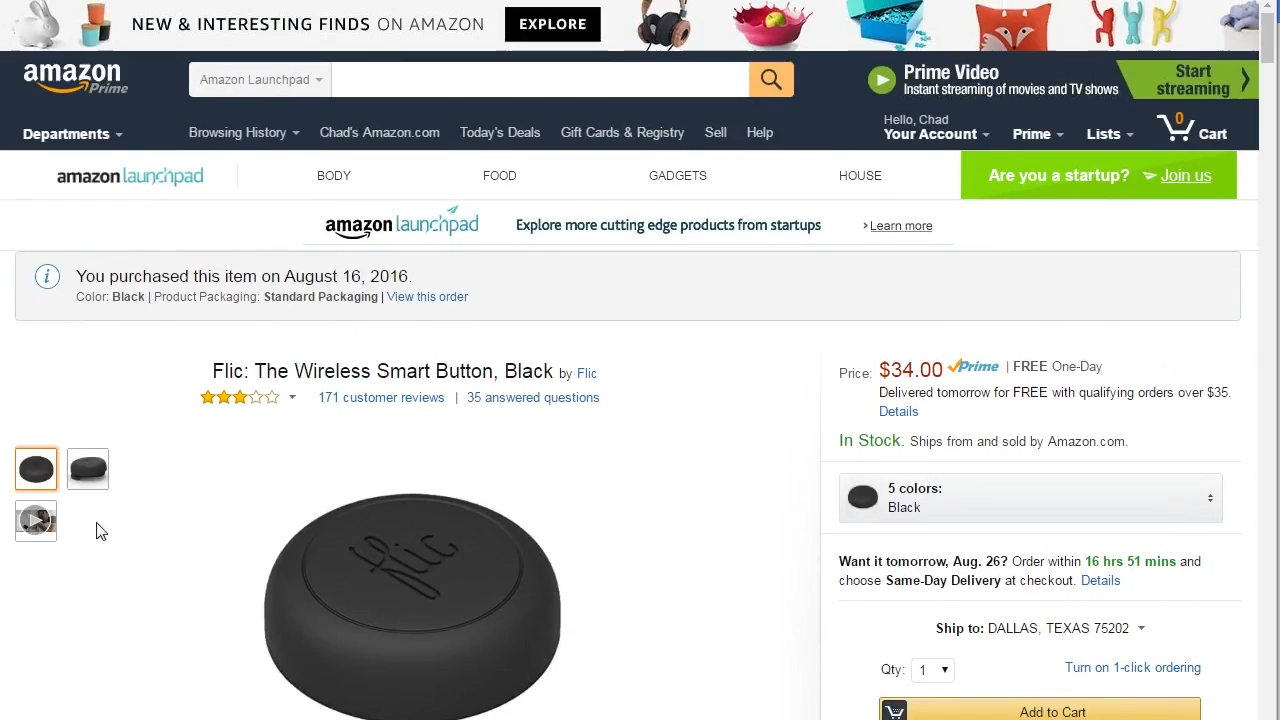 NEW & INTERESTING FINDS ON AMAZON EXPLORE
amazon Prime
Amazon Launchpad
Prime Video
Instant streaming of movies and TV shows
Start streaming
Departments
Browsing History
Chad's Amazon.com
Today's Deals
Gift Cards & Registry
Sell
Help
Hello, Chad
Your Account
Prime
Lists
0
Cart
amazon launchpad
BODY
FOOD
GADGETS
HOUSE
Are you a startup? Join us
amazon launchpad
Explore more cutting edge products from startups
› Learn more
i
You purchased this item on August 16, 2016.
Color: Black | Product Packaging: Standard Packaging | View this order
Flic: The Wireless Smart Button, Black by Flic
171 customer reviews | 35 answered questions
flic
Price: $34.00 Prime | FREE One-Day
Delivered tomorrow for FREE with qualifying orders over $35.
Details
In Stock. Ships from and sold by Amazon.com.
5 colors:
Black
Want it tomorrow, Aug. 26? Order within 16 hrs 51 mins and
choose Same-Day Delivery at checkout. Details
Ship to: DALLAS, TEXAS 75202
Qty: 1
Turn on 1-click ordering
Add to Cart